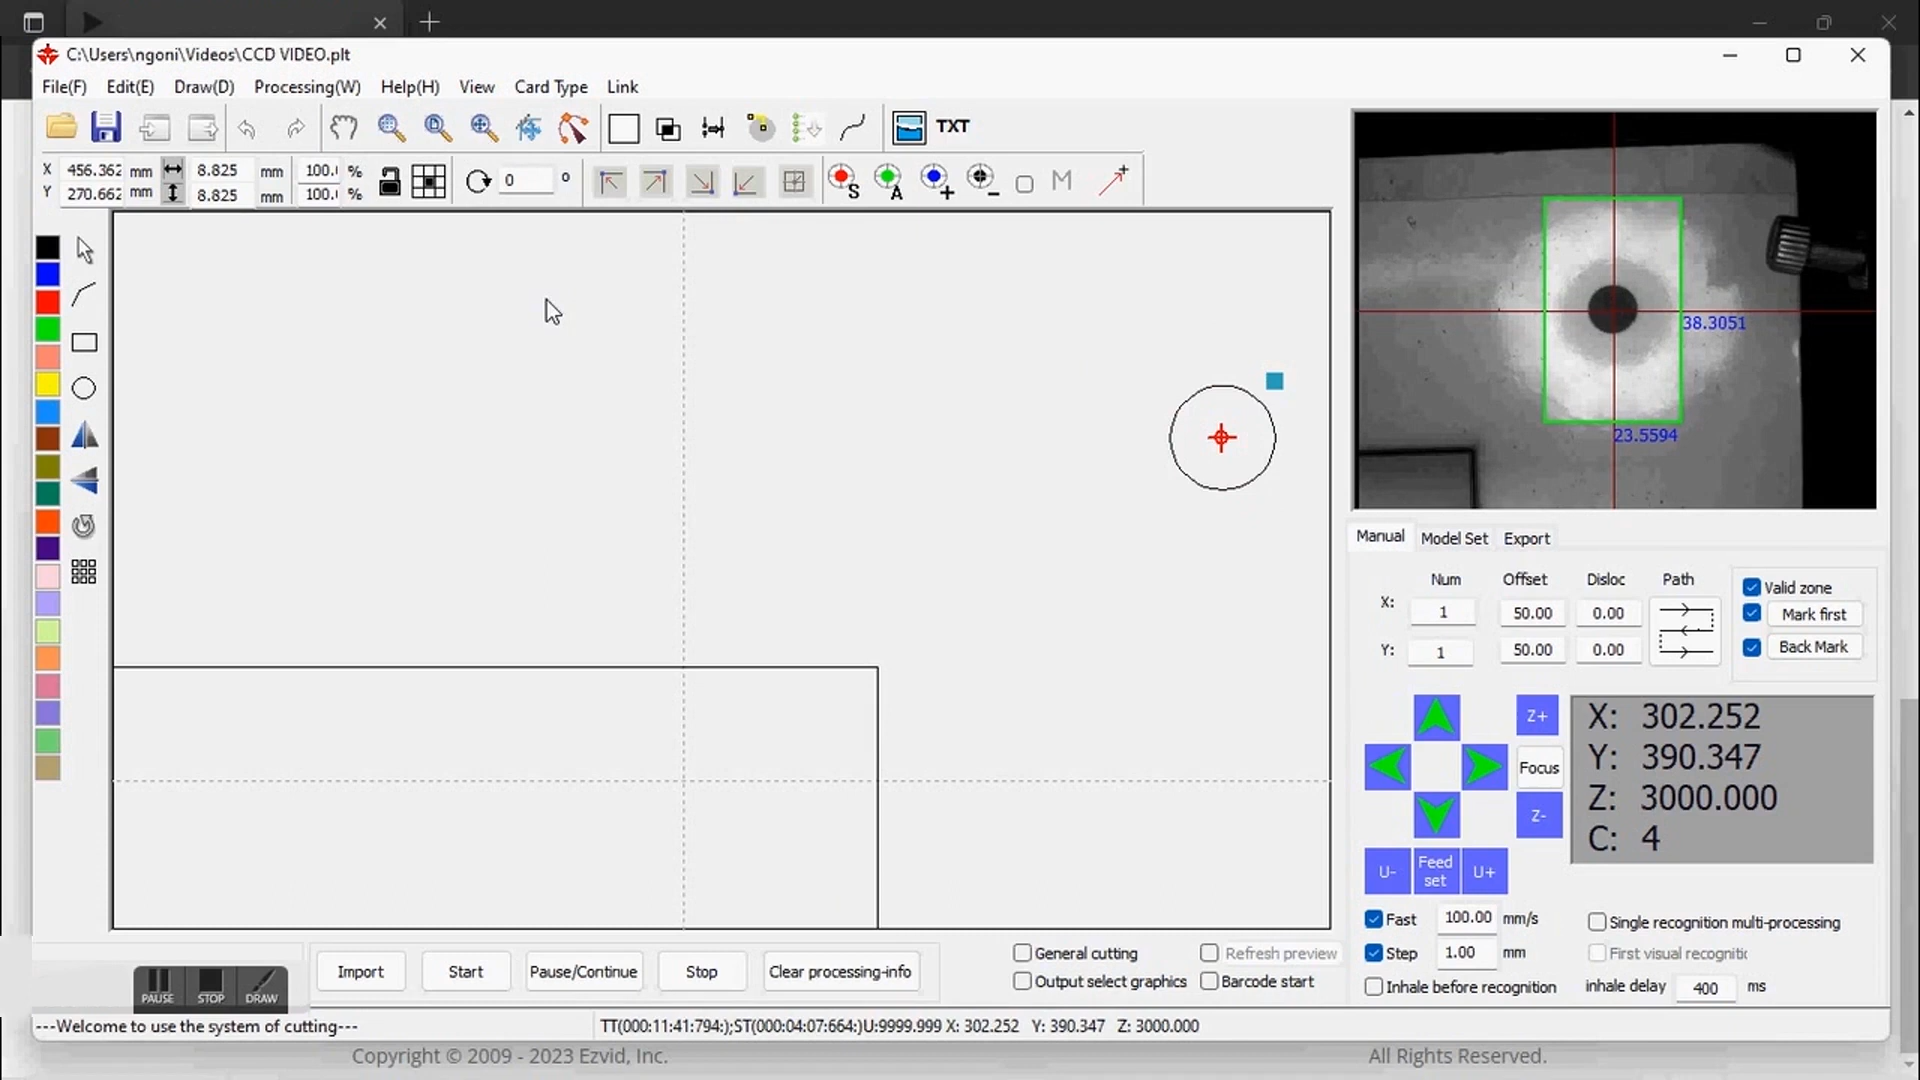 C:\Users\ngoni\Videos\CCD VIDEO.plt
File(F) Edit(E) Draw(D) Processing(W) Help(H) View Card Type Link
TXT
X 456.362 mm 8.825 mm 100. %
Y 270.662 mm 8.825 mm 100. %
0 °
S A + - M
38.3051
23.5594
Manual Model Set Export
Num Offset Disloc Path
X: 1 50.00 0.00
Y: 1 50.00 0.00
Valid zone
Mark first
Back Mark
Z+
Focus
Z-
U- Feed set U+
X: 302.252
Y: 390.347
Z: 3000.000
C: 4
Fast 100.00 mm/s
Step 1.00 mm
Inhale before recognition
Single recognition multi-processing
First visual recognitic
inhale delay 400 ms
Import Start Pause/Continue Stop Clear processing-info
General cutting Refresh preview
Output select graphics Barcode start
PAUSE STOP DRAW
---Welcome to use the system of cutting---
TT(000:11:41:794:);ST(000:04:07:664:)U:9999.999 X: 302.252 Y: 390.347 Z: 3000.000
Copyright © 2009 - 2023 Ezvid, Inc. All Rights Reserved.